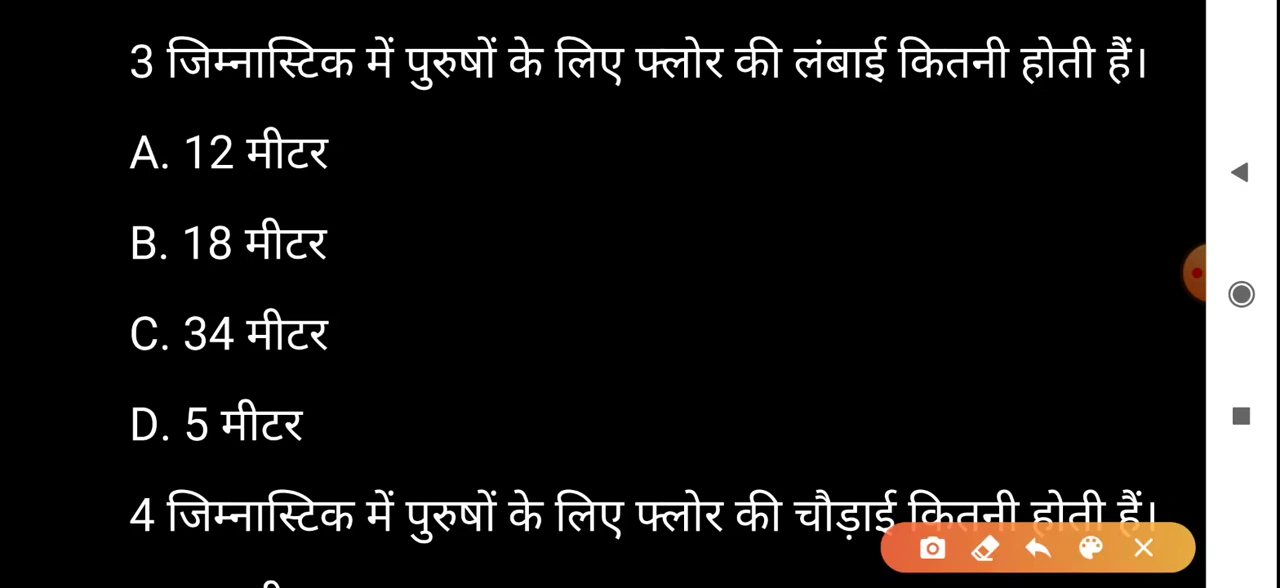 3 जिम्नास्टिक में पुरुषों के लिए फ्लोर की लंबाई कितनी होती हैं।
A. 12 मीटर
B. 18 मीटर
C. 34 मीटर
D. 5 मीटर
4 जिम्नास्टिक में पुरुषों के लिए फ्लोर की चौड़ाई कितनी होती हैं।